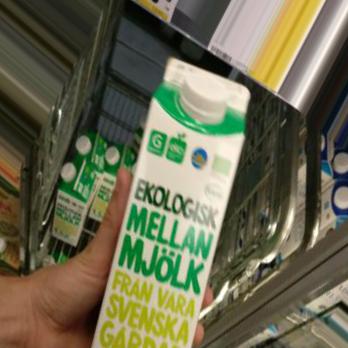 G
EKOLOGISK
MELLAN
MJÖLK
FRÅN VÅRA
SVENSKA
GÅRDAR